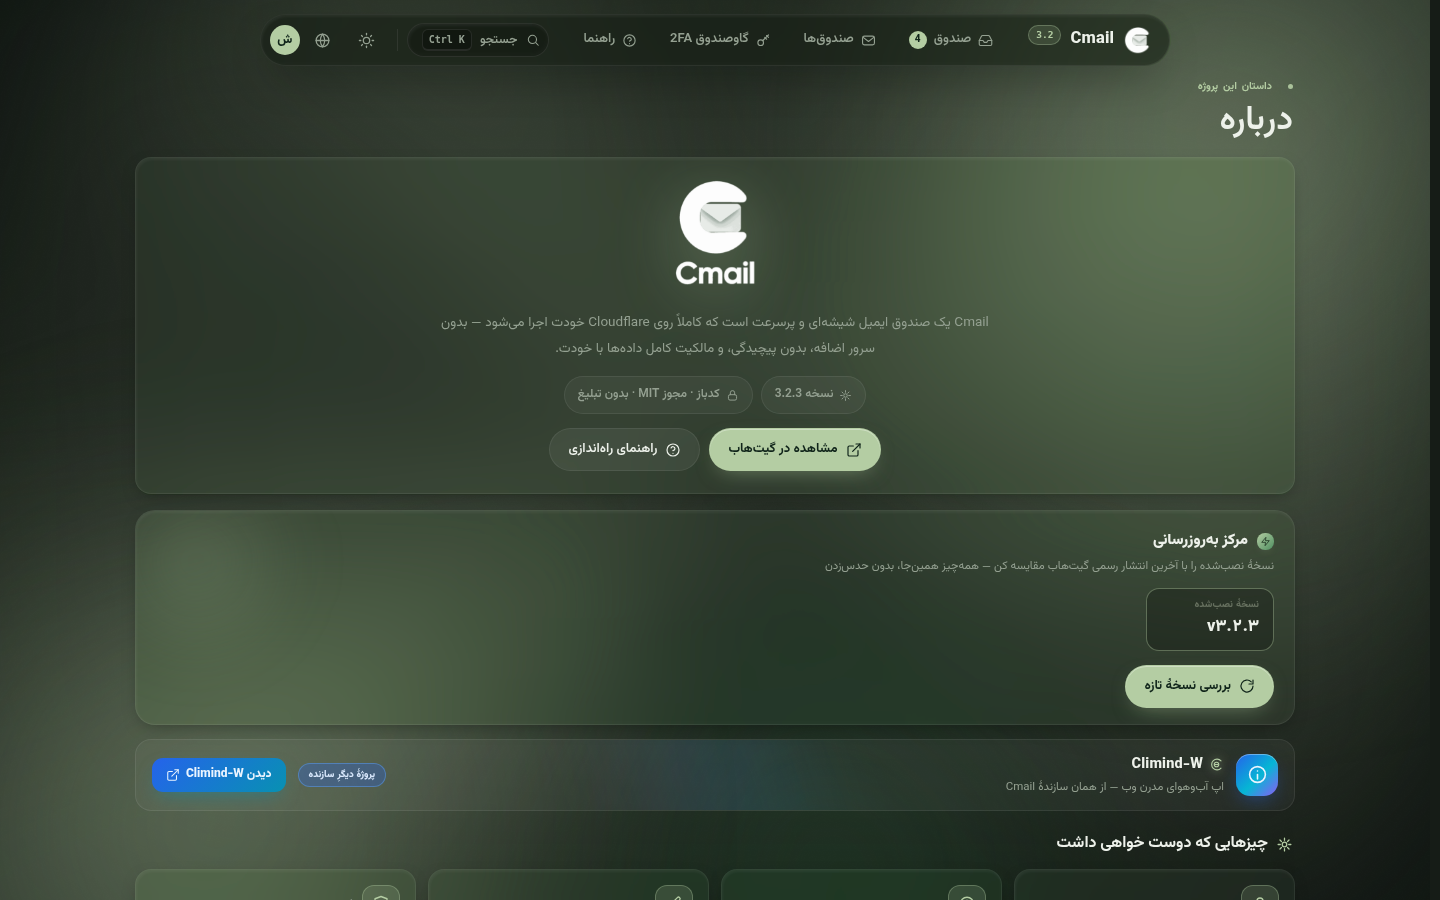 Cmail 3.2
صندوق 4
صندوق‌ها
گاوصندوق 2FA
راهنما
جستجو Ctrl K
ش
داستان این پروژه
درباره
Cmail
Cmail یک صندوق ایمیل شیشه‌ای و پرسرعت است که کاملاً روی Cloudflare خودت اجرا می‌شود — بدون
سرور اضافه، بدون پیچیدگی، و مالکیت کامل داده‌ها با خودت.
نسخه 3.2.3
کدباز · مجوز MIT · بدون تبلیغ
مشاهده در گیت‌هاب
راهنمای راه‌اندازی
مرکز به‌روزرسانی
نسخهٔ نصب‌شده را با آخرین انتشار رسمی گیت‌هاب مقایسه کن — همه‌چیز همین‌جا، بدون حدس‌زدن
نسخهٔ نصب‌شده
v۳.۲.۳
بررسی نسخهٔ تازه
Climind-W
اپ آب‌وهوای مدرن وب — از همان سازندهٔ Cmail
پروژهٔ دیگر سازنده
دیدن Climind-W
چیزهایی که دوست خواهی داشت